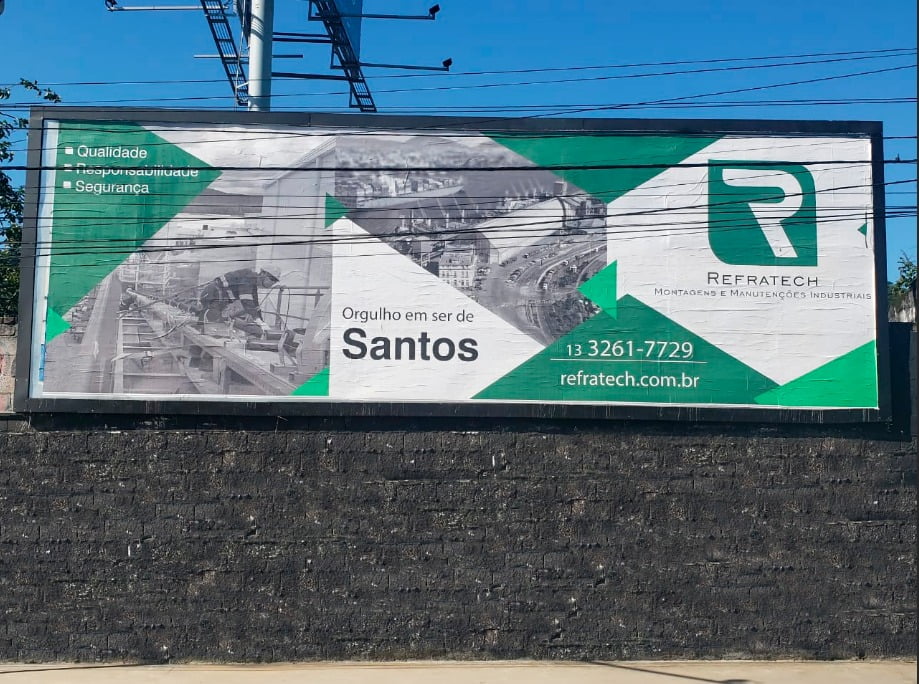 Qualidade
Responsabilidade
Segurança
Orgulho em ser de
Santos
R
REFRATECH
MONTAGENS E MANUTENÇÕES INDUSTRIAIS
13 3261-7729
refratech.com.br